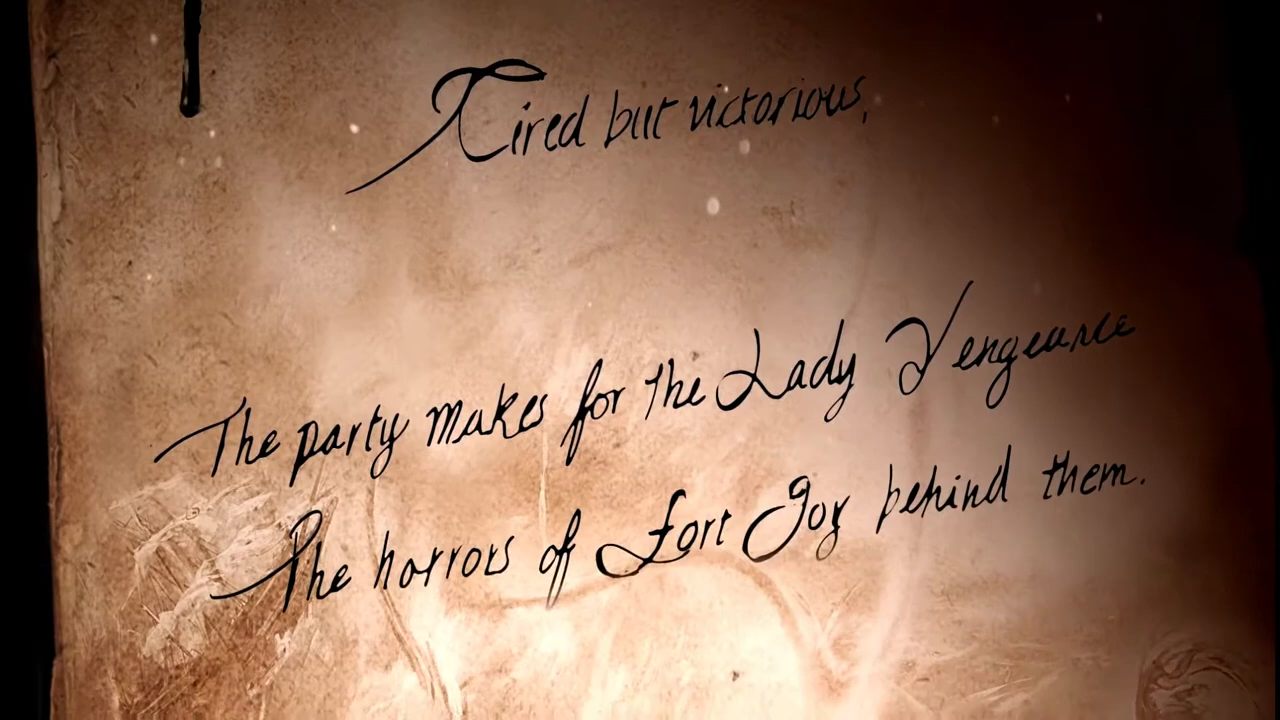 Tired but victorious,
The party makes for the Lady Vengeance
The horrors of Fort Joy behind them.